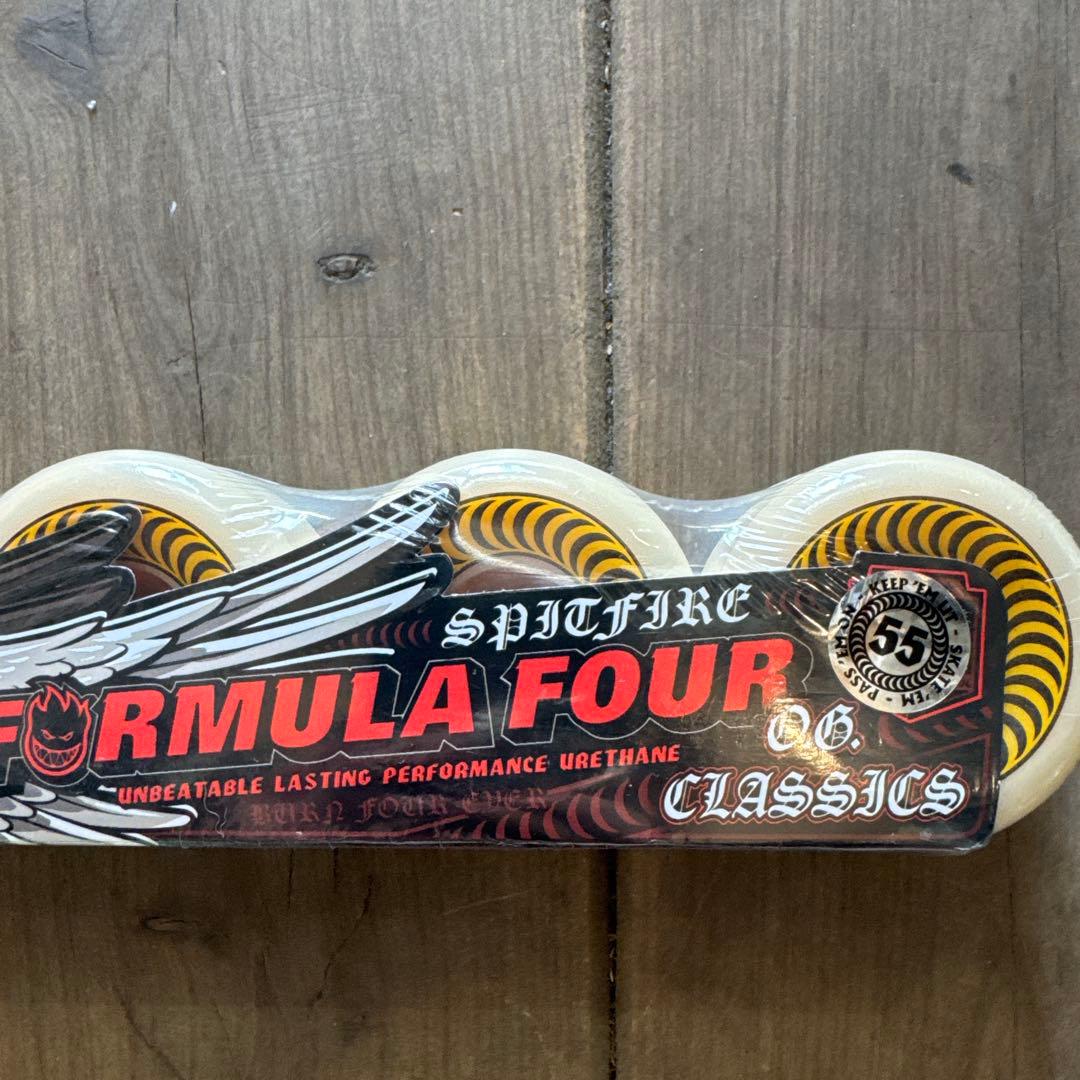 SPITFIRE
FORMULA FOUR
O.G.
CLASSICS
UNBEATABLE LASTING PERFORMANCE URETHANE
BURN FOUR EVER
KEEP 'EM LIT - SKATE 'EM - PASS 'EM ON -
55